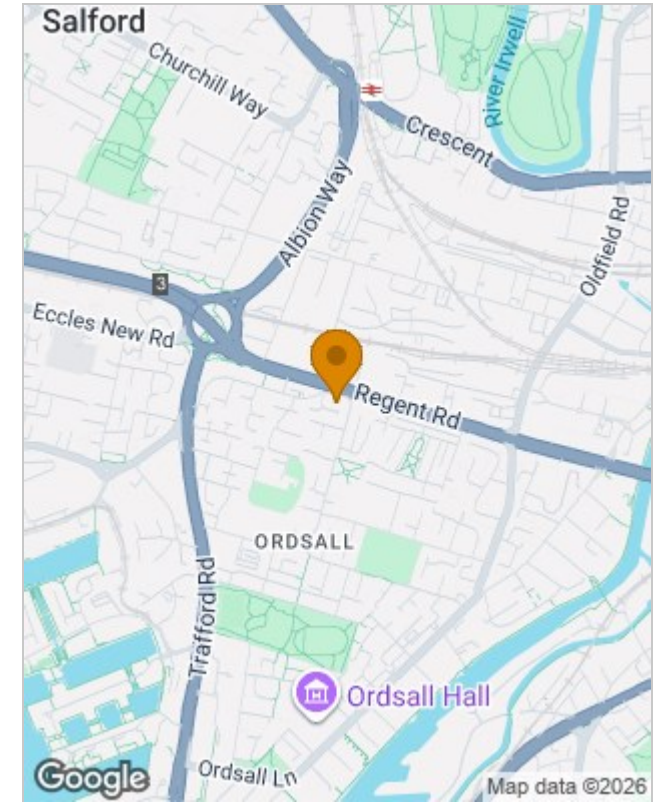 Salford
Churchill Way
River Irwell
Crescent
Albion Way
Oldfield Rd
3
Eccles New Rd
Regent Rd
ORDSALL
Trafford Rd
Ordsall Hall
Ordsall Ln
Google
Map data ©2026